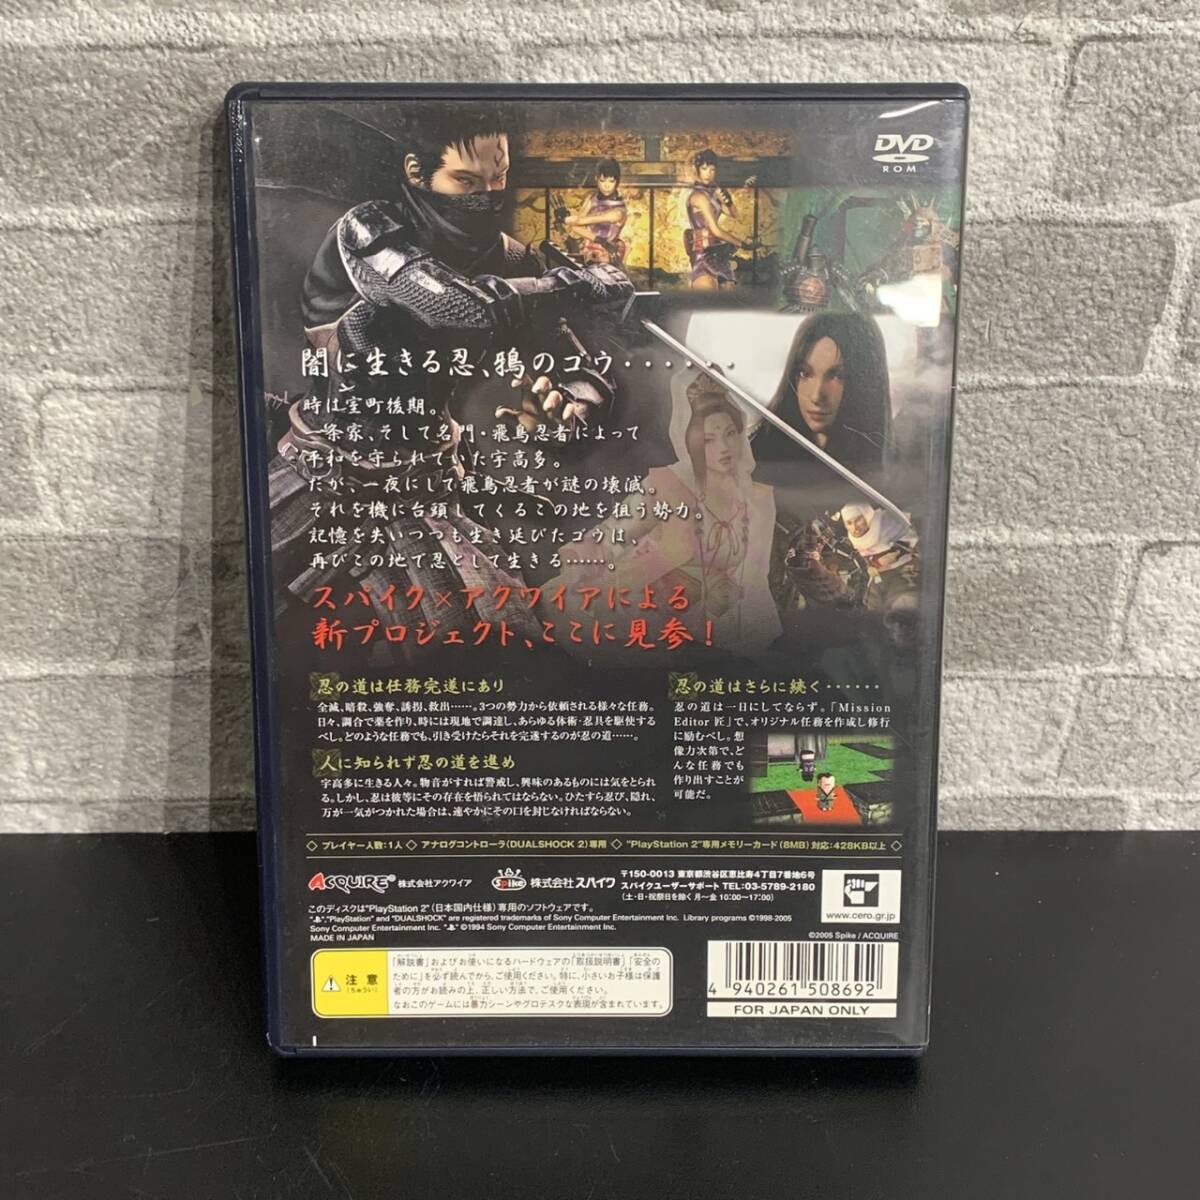 DVD
ROM
闇に生きる忍、鴉のゴウ・・・・・・
時は室町後期。
一条家、そして名門・飛鳥忍者によって
平和を守られていた宇高多。
だが、一夜にして飛鳥忍者が謎の壊滅。
それを機に台頭してくるこの地を狙う勢力。
記憶を失いつつも生き延びたゴウは、
再びこの地で忍として生きる……。
スパイク×アクワイアによる
新プロジェクト、ここに見参！
忍の道は任務完遂にあり
全滅、暗殺、強奪、誘拐、救出……。3つの勢力から依頼される様々な任務。
日々、調合で薬を作り、時には現地で調達し、あらゆる体術・忍具を駆使する
べし。どのような任務でも、引き受けたらそれを完遂するのが忍の道……。
人に知られず忍の道を進め
宇高多に生きる人々。物音がすれば警戒し、興味のあるものには気をとられ
る。しかし、忍は彼等にその存在を悟られてはならない。ひたすら忍び、隠れ、
万が一気がつかれた場合は、速やかにその口を封じなければならない。
忍の道はさらに続く……
忍の道は一日にしてならず。「Mission
Editor 匠」で、オリジナル任務を作成し修行
に励むべし。想
像力次第で、ど
んな任務でも
作り出すことが
可能だ。
◇ プレイヤー人数：1人 ◇ アナログコントローラ（DUALSHOCK 2）専用 ◇ "PlayStation 2"専用メモリーカード（8MB）対応：428KB以上 ◇
ACQUIRE 株式会社アクワイア
Spike 株式会社スパイク
〒150-0013 東京都渋谷区恵比寿4丁目7番地6号
スパイクユーザーサポート TEL：03-5789-2180
（土・日・祝祭日を除く月〜金 10:00〜17:00）
www.cero.gr.jp
このディスクは"PlayStation 2"（日本国内仕様）専用のソフトウェアです。
"PlayStation" and "DUALSHOCK" are registered trademarks of Sony Computer Entertainment Inc. Library programs ©1998-2005
Sony Computer Entertainment Inc. ©1994 Sony Computer Entertainment Inc.
MADE IN JAPAN
©2005 Spike / ACQUIRE
注意
（ちゅうい）
「解説書」およびお使いになるハードウェアの「取扱説明書」「安全の
ために」を必ず読んでから、ご使用ください。特に、小さいお子様は保護
者の方がお読みの上、正しい方法で、ご使用ください。
なおこのゲームには暴力シーンやグロテスクな表現が含まれています。
4 940261 508692
FOR JAPAN ONLY